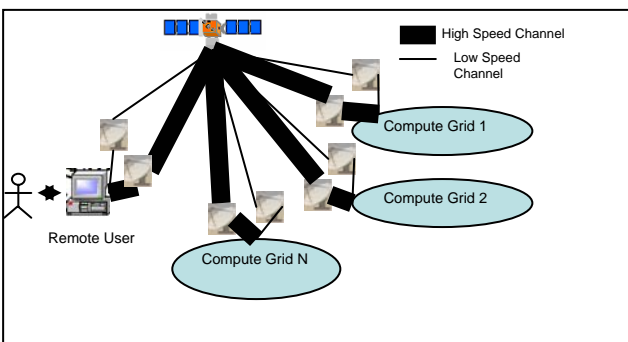 High Speed Channel
Low Speed
Channel
Compute Grid 1
Compute Grid 2
Remote User
Compute Grid N